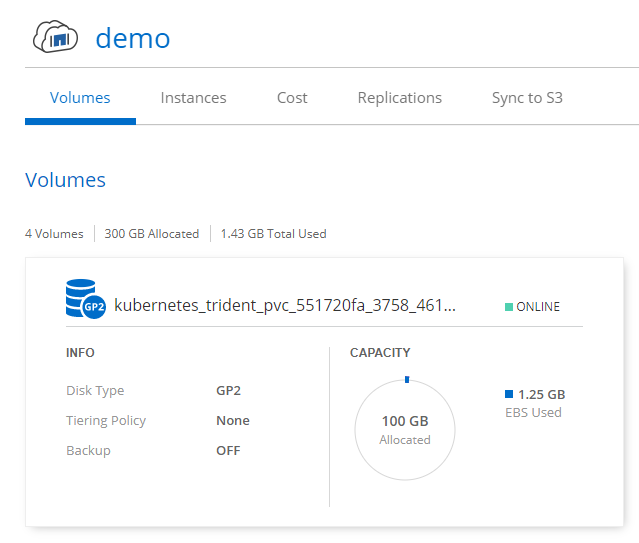 demo
Volumes Instances Cost Replications Sync to S3
Volumes
4 Volumes 300 GB Allocated 1.43 GB Total Used
GP2 kubernetes_trident_pvc_551720fa_3758_461... ONLINE
INFO
Disk Type GP2
Tiering Policy None
Backup OFF
CAPACITY
100 GB
Allocated
1.25 GB
EBS Used